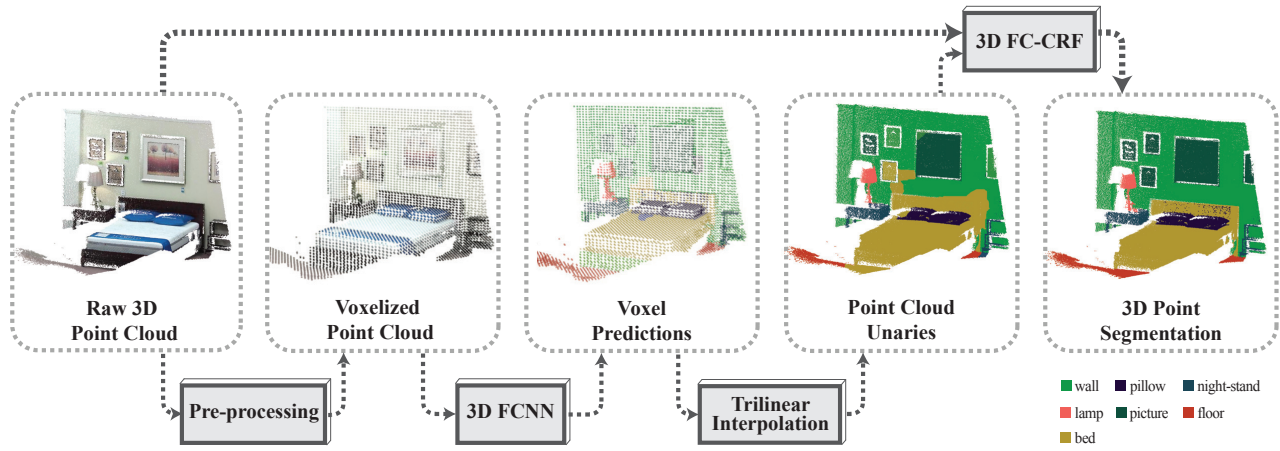 3D FC-CRF
Raw 3D
Point Cloud
Voxelized
Point Cloud
Voxel
Predictions
Point Cloud
Unaries
3D Point
Segmentation
Pre-processing
3D FCNN
Trilinear
Interpolation
wall pillow night-stand
lamp picture floor
bed